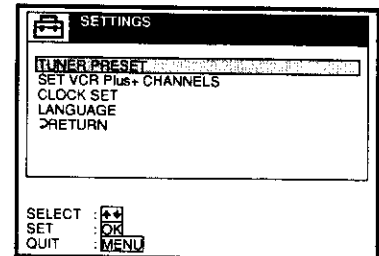 SETTINGS
TUNER PRESET
SET VCR Plus+ CHANNELS
CLOCK SET
LANGUAGE
RETURN
SELECT :
SET : OK
QUIT : MENU